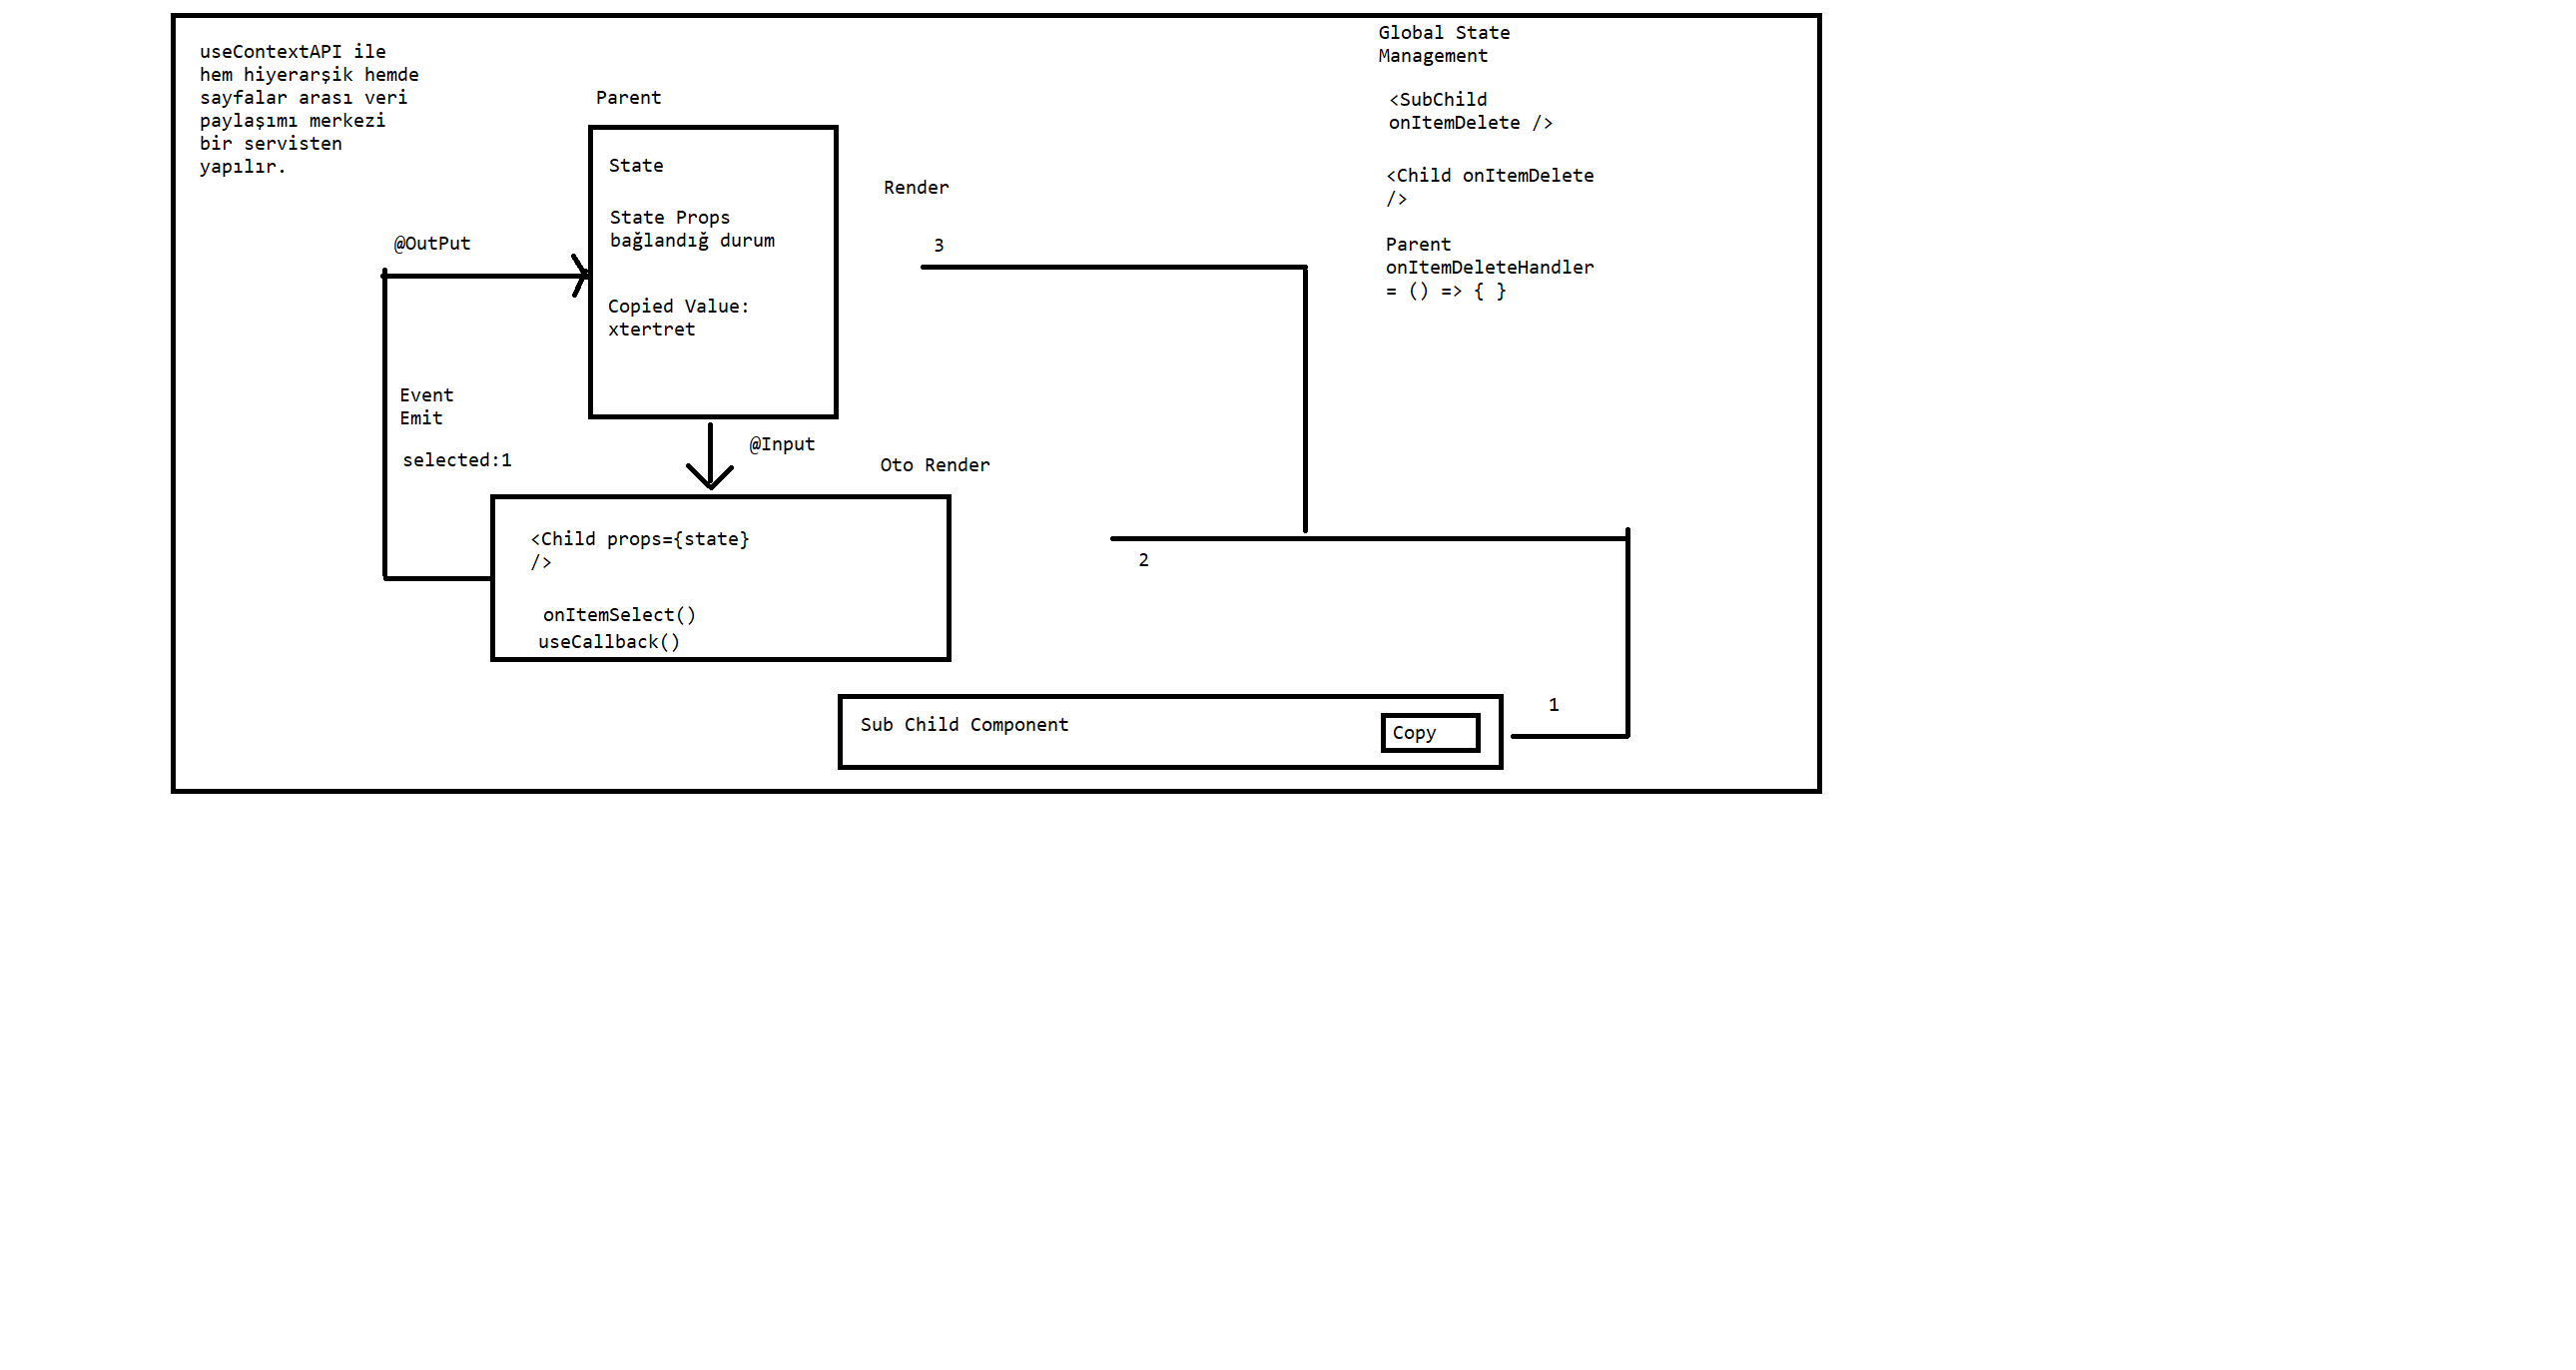 useContextAPI ile
hem hiyerarşik hemde
sayfalar arası veri
paylaşımı merkezi
bir servisten
yapılır.
Global State
Management
<SubChild
onItemDelete />
<Child onItemDelete
/>
Parent
onItemDeleteHandler
= () => { }
Parent
State
State Props
bağlandığ durum
Copied Value:
xtertret
Render
3
@OutPut
Event
Emit
selected:1
@Input
Oto Render
<Child props={state}
/>
onItemSelect()
useCallback()
2
1
Sub Child Component
Copy